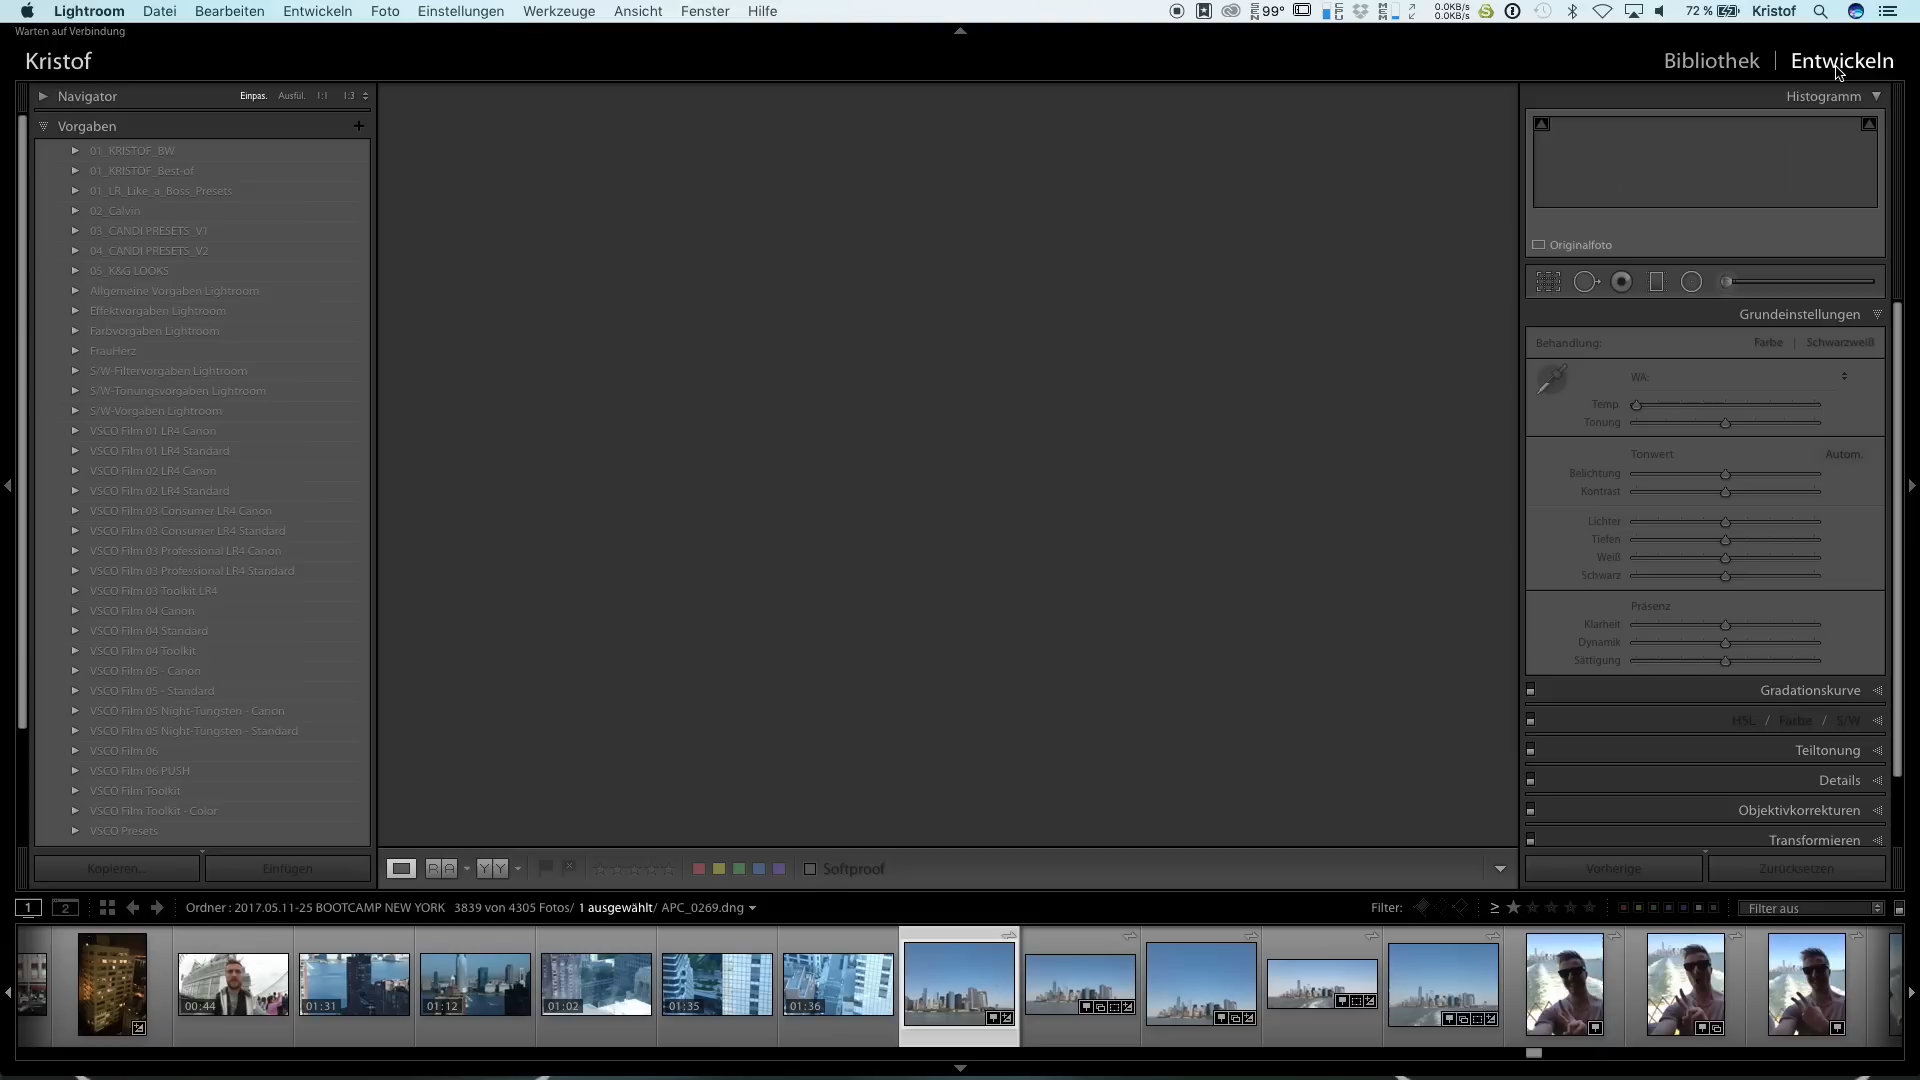 Lightroom Datei Bearbeiten Entwickeln Foto Einstellungen Werkzeuge Ansicht Fenster Hilfe 99° 0.0KB/s 0.0KB/s 72 % Kristof
Warten auf Verbindung
Kristof Bibliothek | Entwickeln
Navigator Einpas. Ausfül. 1:1 1:3 Histogramm
Vorgaben +
01_KRISTOF_BW
01_KRISTOF_Best-of
01_LR_Like_a_Boss_Presets
02_Calvin
03_CANDI PRESETS_V1
04_CANDI PRESETS_V2
05_K&G LOOKS
Allgemeine Vorgaben Lightroom
Effektvorgaben Lightroom
Farbvorgaben Lightroom
FrauHerz
S/W-Filtervorgaben Lightroom
S/W-Tonungsvorgaben Lightroom
S/W-Vorgaben Lightroom
VSCO Film 01 LR4 Canon
VSCO Film 01 LR4 Standard
VSCO Film 02 LR4 Canon
VSCO Film 02 LR4 Standard
VSCO Film 03 Consumer LR4 Canon
VSCO Film 03 Consumer LR4 Standard
VSCO Film 03 Professional LR4 Canon
VSCO Film 03 Professional LR4 Standard
VSCO Film 03 Toolkit LR4
VSCO Film 04 Canon
VSCO Film 04 Standard
VSCO Film 04 Toolkit
VSCO Film 05 - Canon
VSCO Film 05 - Standard
VSCO Film 05 Night-Tungsten - Canon
VSCO Film 05 Night-Tungsten - Standard
VSCO Film 06
VSCO Film 06 PUSH
VSCO Film Toolkit
VSCO Film Toolkit - Color
VSCO Presets
Kopieren... Einfügen
Originalfoto
Grundeinstellungen
Behandlung: Farbe | Schwarzweiß
WA:
Temp.
Tonung
Tonwert Autom.
Belichtung
Kontrast
Lichter
Tiefen
Weiß
Schwarz
Präsenz
Klarheit
Dynamik
Sättigung
Gradationskurve
HSL / Farbe / S/W
Teiltonung
Details
Objektivkorrekturen
Transformieren
R A Y Y Softproof
Vorherige Zurücksetzen
1 2 Ordner : 2017.05.11-25 BOOTCAMP NEW YORK 3839 von 4305 Fotos/ 1 ausgewählt/ APC_0269.dng Filter: ≥ Filter aus
00:44 01:31 01:12 01:02 01:35 01:36